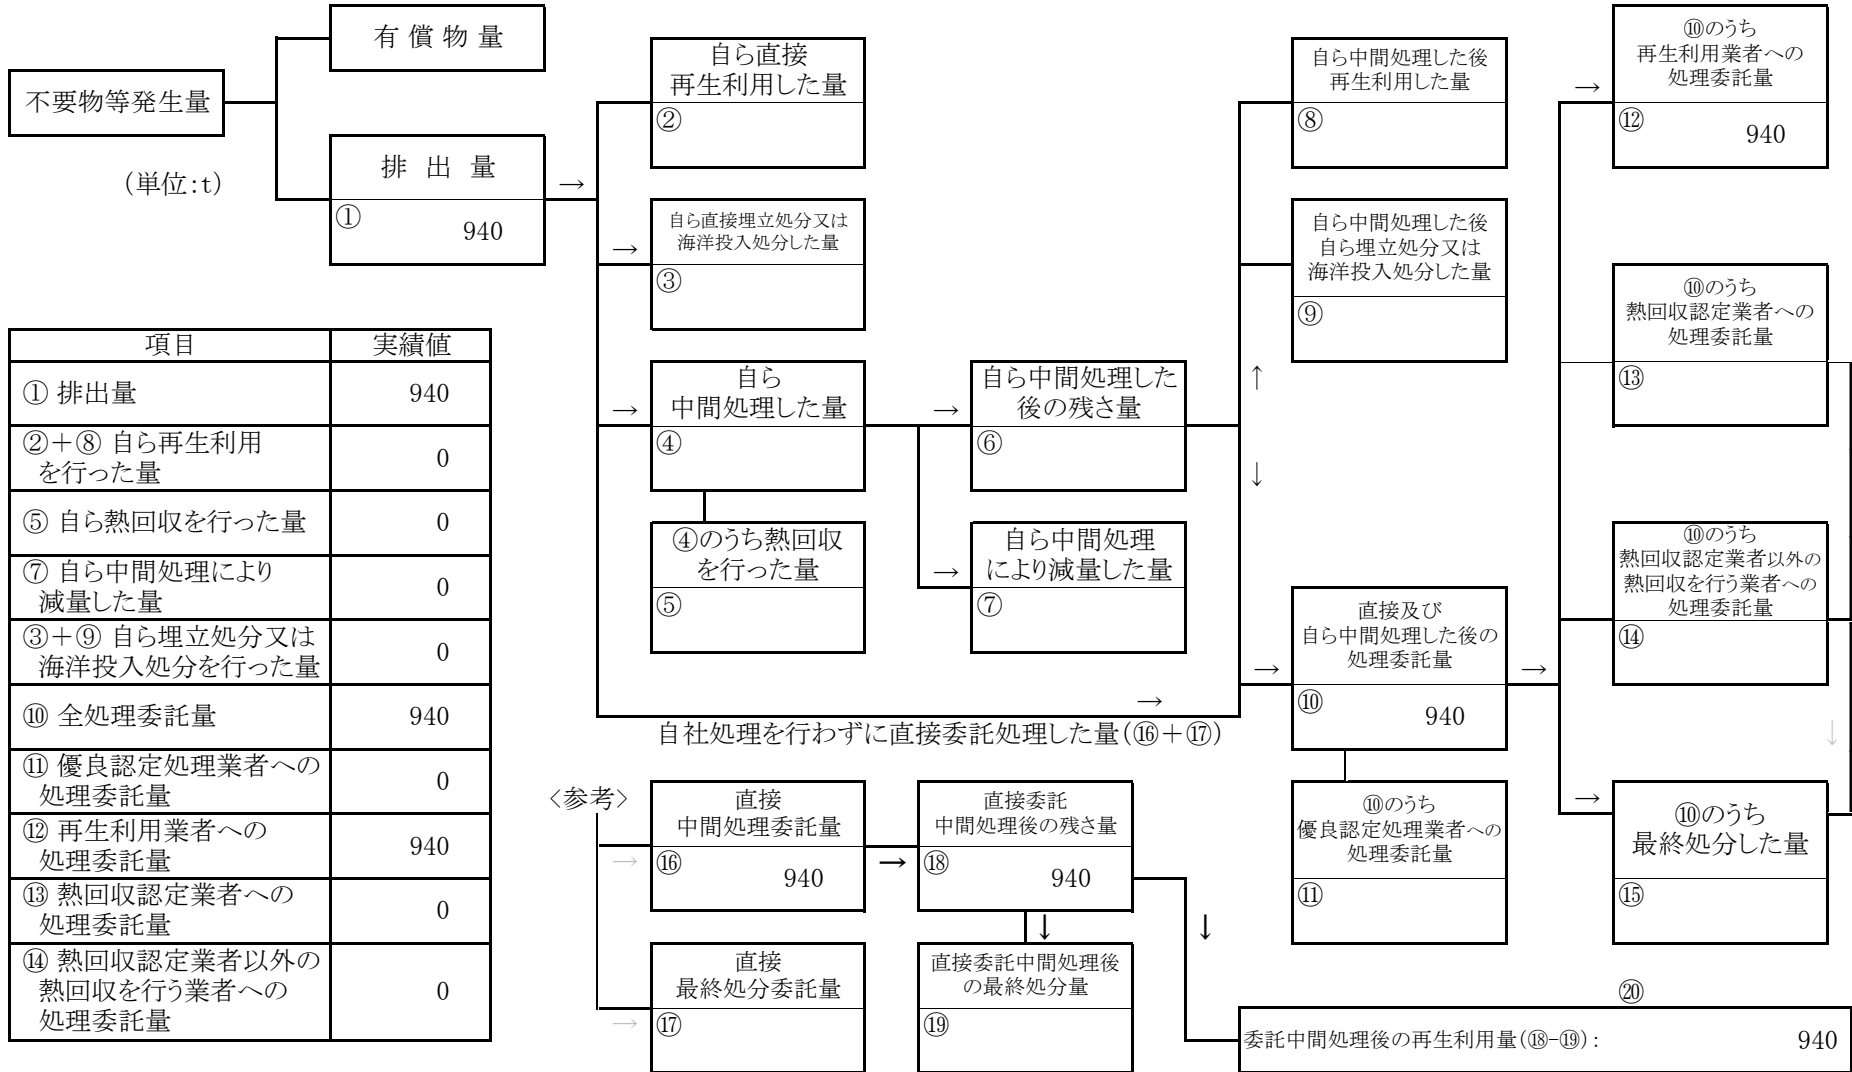 不要物等発生量
(単位:t)
有 償 物 量
排 出 量
①
940
→
自ら直接
再生利用した量
②
→
自ら直接埋立処分又は
海洋投入処分した量
③
→
自ら
中間処理した量
④
④のうち熱回収
を行った量
⑤
→
自ら中間処理した
後の残さ量
⑥
→
自ら中間処理
により減量した量
⑦
↑
↓
自ら中間処理した後
再生利用した量
⑧
自ら中間処理した後
自ら埋立処分又は
海洋投入処分した量
⑨
→
自社処理を行わずに直接委託処理した量(⑯+⑰)
→
直接及び
自ら中間処理した後の
処理委託量
⑩
940
⑩のうち
優良認定処理業者への
処理委託量
⑪
→
→
⑩のうち
再生利用業者への
処理委託量
⑫
940
⑩のうち
熱回収認定業者への
処理委託量
⑬
⑩のうち
熱回収認定業者以外の
熱回収を行う業者への
処理委託量
⑭
↓
→
⑩のうち
最終処分した量
⑮
項目 実績値
① 排出量 940
②+⑧ 自ら再生利用
を行った量 0
⑤ 自ら熱回収を行った量 0
⑦ 自ら中間処理により
減量した量 0
③+⑨ 自ら埋立処分又は
海洋投入処分を行った量 0
⑩ 全処理委託量 940
⑪ 優良認定処理業者への
処理委託量 0
⑫ 再生利用業者への
処理委託量 940
⑬ 熱回収認定業者への
処理委託量 0
⑭ 熱回収認定業者以外の
熱回収を行う業者への
処理委託量 0
〈参考〉
→
直接
中間処理委託量
⑯
940
→
直接委託
中間処理後の残さ量
⑱
940
→
直接
最終処分委託量
⑰
↓
直接委託中間処理後
の最終処分量
⑲
↓
⑳
委託中間処理後の再生利用量(⑱-⑲): 940